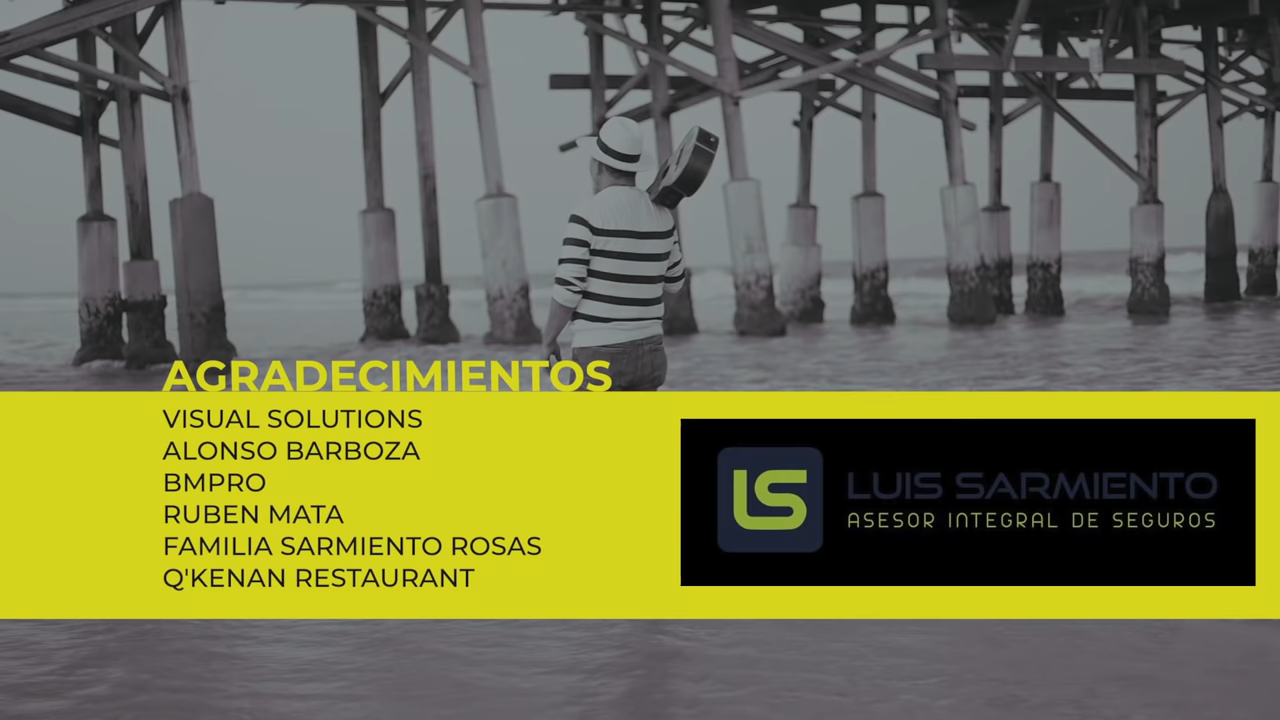 AGRADECIMIENTOS
VISUAL SOLUTIONS
ALONSO BARBOZA
BMPRO
RUBEN MATA
FAMILIA SARMIENTO ROSAS
Q'KENAN RESTAURANT
LS
LUIS SARMIENTO
ASESOR INTEGRAL DE SEGUROS